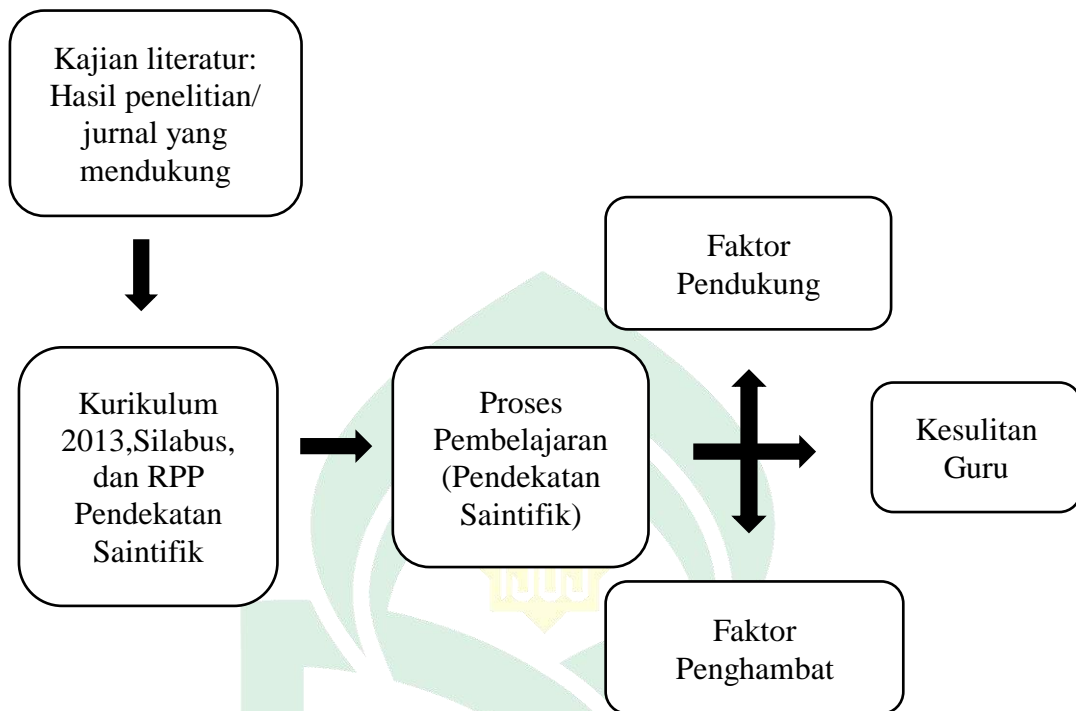 Kajian literatur:
Hasil penelitian/
jurnal yang
mendukung
Faktor
Pendukung
Kurikulum
2013,Silabus,
dan RPP
Pendekatan
Saintifik
Proses
Pembelajaran
(Pendekatan
Saintifik)
Kesulitan
Guru
Faktor
Penghambat